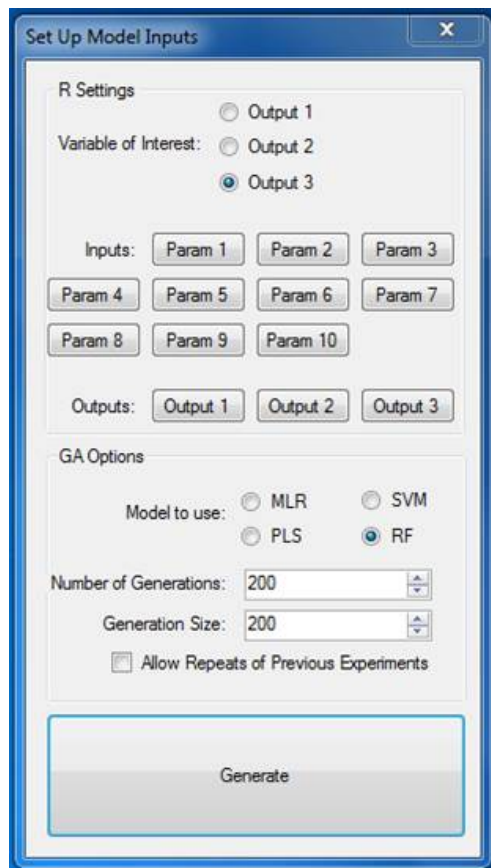 Set Up Model Inputs
x
R Settings
Output 1
Variable of Interest: Output 2
Output 3
Inputs: Param 1 Param 2 Param 3
Param 4 Param 5 Param 6 Param 7
Param 8 Param 9 Param 10
Outputs: Output 1 Output 2 Output 3
GA Options
Model to use: MLR SVM
PLS RF
Number of Generations: 200
Generation Size: 200
Allow Repeats of Previous Experiments
Generate